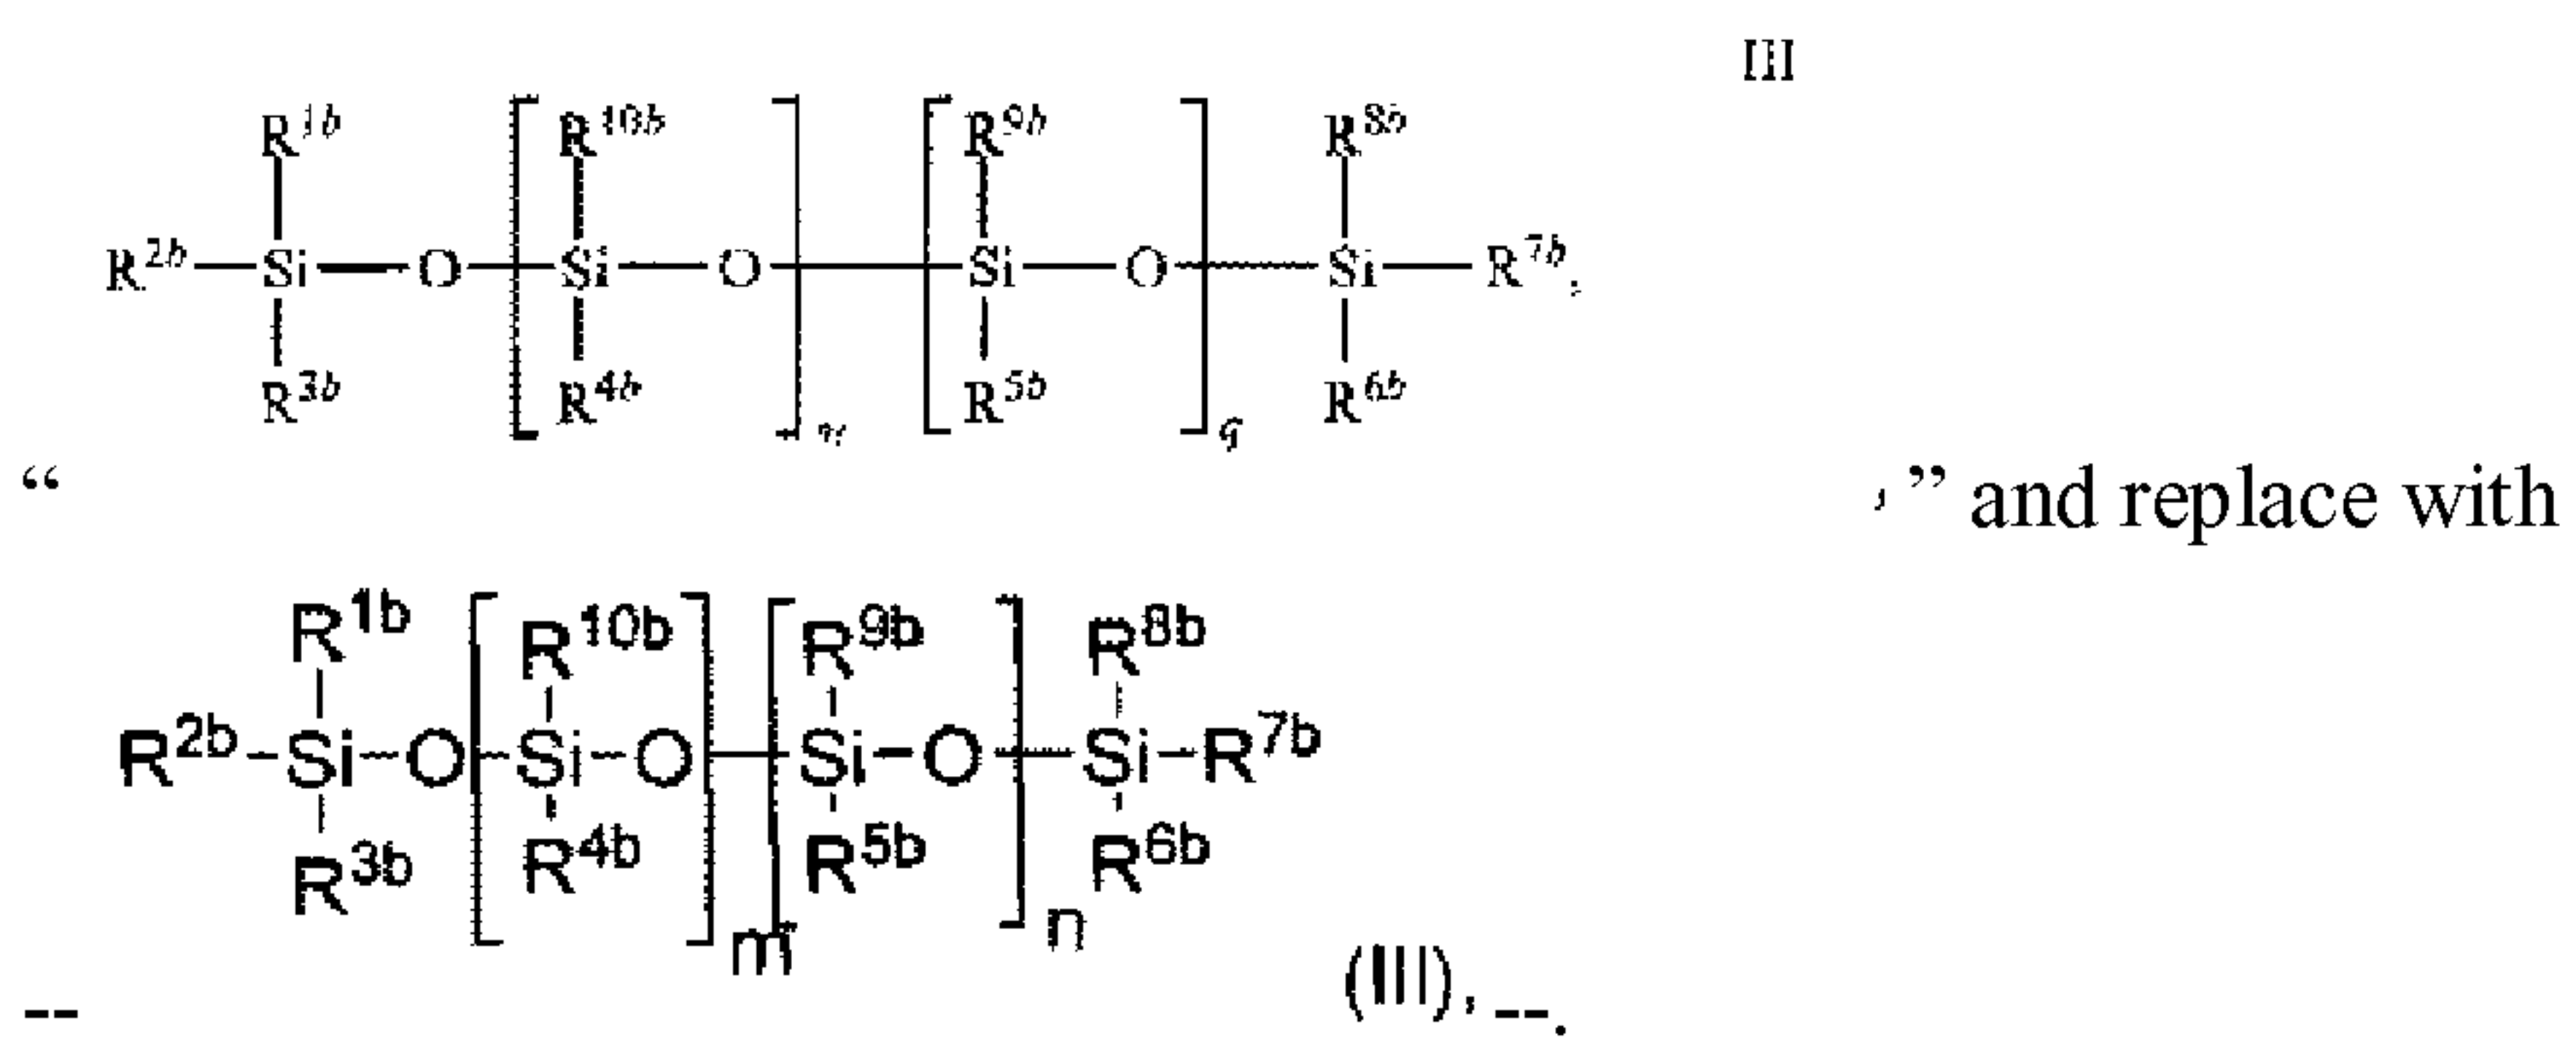 III
R1b R10b R9b R8b
R2b Si O Si O Si O Si R7b,
R3b R4b R5b R6b
q
“ , ” and replace with
R1b R10b R9b R8b
R2b Si O Si O Si O Si R7b
R3b R4b R5b R6b
m n
-- (III), --.